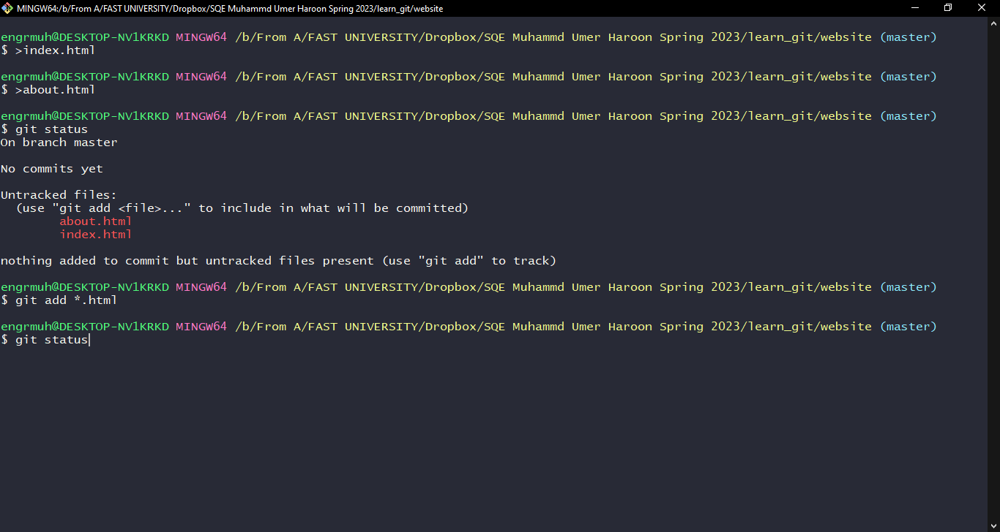 MINGW64:/b/From A/FAST UNIVERSITY/Dropbox/SQE Muhammd Umer Haroon Spring 2023/learn_git/website
engrmuh@DESKTOP-NV1KRKD MINGW64 /b/From A/FAST UNIVERSITY/Dropbox/SQE Muhammd Umer Haroon Spring 2023/learn_git/website (master)
$ >index.html
engrmuh@DESKTOP-NV1KRKD MINGW64 /b/From A/FAST UNIVERSITY/Dropbox/SQE Muhammd Umer Haroon Spring 2023/learn_git/website (master)
$ >about.html
engrmuh@DESKTOP-NV1KRKD MINGW64 /b/From A/FAST UNIVERSITY/Dropbox/SQE Muhammd Umer Haroon Spring 2023/learn_git/website (master)
$ git status
On branch master
No commits yet
Untracked files:
(use "git add <file>..." to include in what will be committed)
about.html
index.html
nothing added to commit but untracked files present (use "git add" to track)
engrmuh@DESKTOP-NV1KRKD MINGW64 /b/From A/FAST UNIVERSITY/Dropbox/SQE Muhammd Umer Haroon Spring 2023/learn_git/website (master)
$ git add *.html
engrmuh@DESKTOP-NV1KRKD MINGW64 /b/From A/FAST UNIVERSITY/Dropbox/SQE Muhammd Umer Haroon Spring 2023/learn_git/website (master)
$ git status